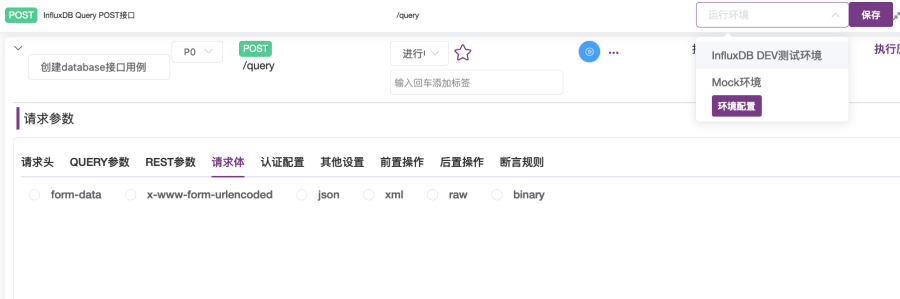 POST InfluxDB Query POST接口 /query 运行环境 保存
创建database接口用例 P0 POST 进行 执行历
/query
输入回车添加标签
InfluxDB DEV测试环境
Mock环境
环境配置
请求参数
请求头 QUERY参数 REST参数 请求体 认证配置 其他设置 前置操作 后置操作 断言规则
form-data x-www-form-urlencoded json xml raw binary